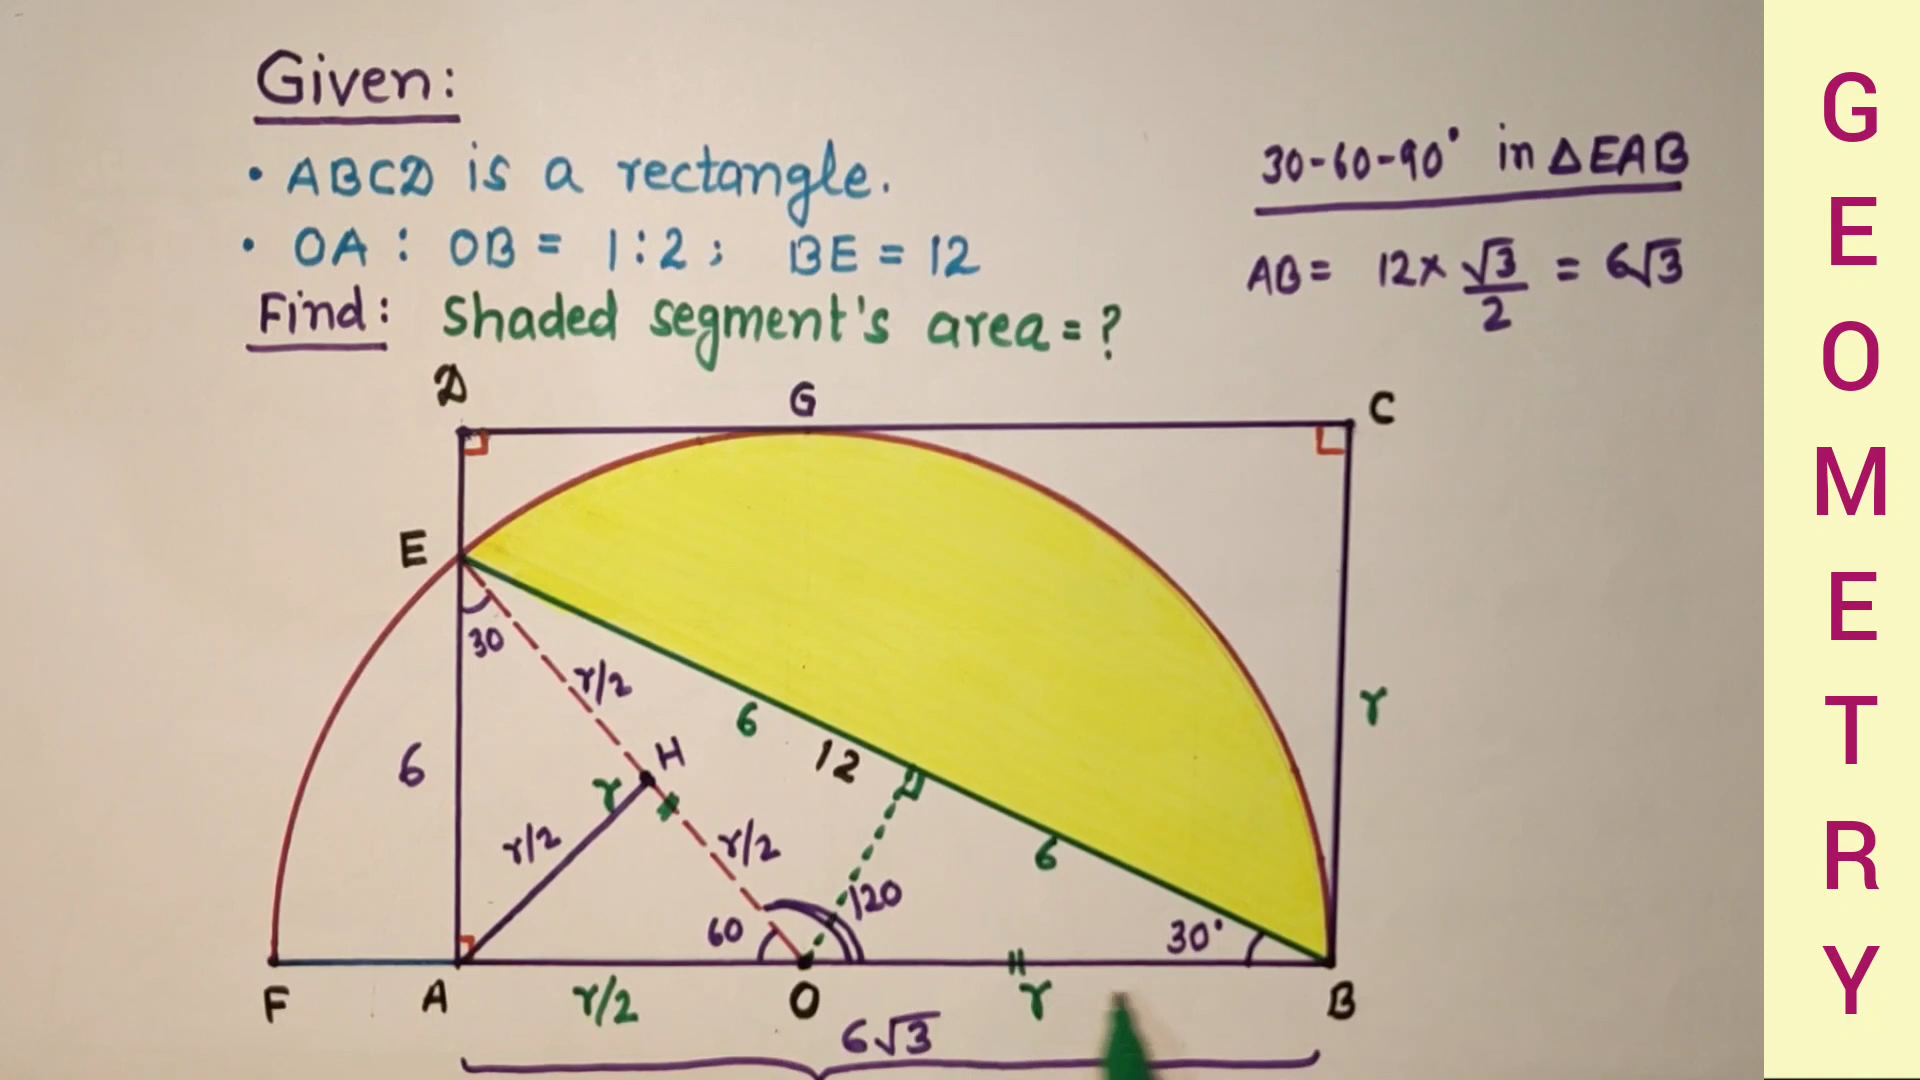 Given:
• ABCD is a rectangle.
• OA : OB = 1:2 ; BE = 12
Find: Shaded segment's area = ?
30-60-90° in △EAB
AB = 12 × √3/2 = 6√3
D
G
C
E
30
r/2
6
12
H
6
r
r/2
r/2
r
6
60
120
30°
F
A
r/2
O
r
B
6√3
GEOMETRY